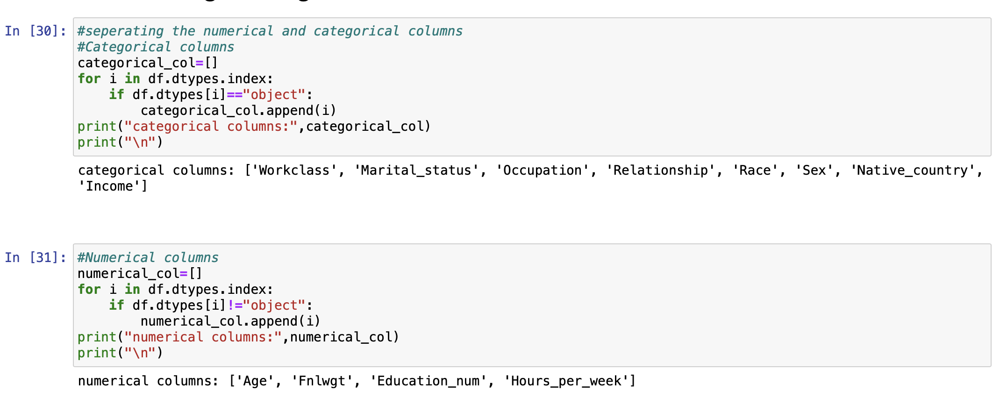 In [30]: #seperating the numerical and categorical columns
#Categorical columns
categorical_col=[]
for i in df.dtypes.index:
    if df.dtypes[i]=="object":
        categorical_col.append(i)
print("categorical columns:",categorical_col)
print("\n")
categorical columns: ['Workclass', 'Marital_status', 'Occupation', 'Relationship', 'Race', 'Sex', 'Native_country',
'Income']
In [31]: #Numerical columns
numerical_col=[]
for i in df.dtypes.index:
    if df.dtypes[i]!="object":
        numerical_col.append(i)
print("numerical columns:",numerical_col)
print("\n")
numerical columns: ['Age', 'Fnlwgt', 'Education_num', 'Hours_per_week']